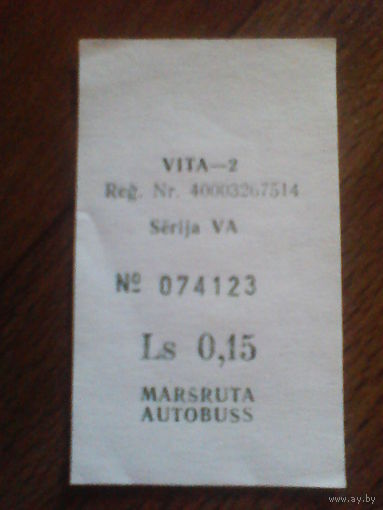 VITA—2
Reģ. Nr. 40003267514
Sērija VA
№ 074123
Ls 0,15
MARSRUTA
AUTOBUSS
www.ay.by